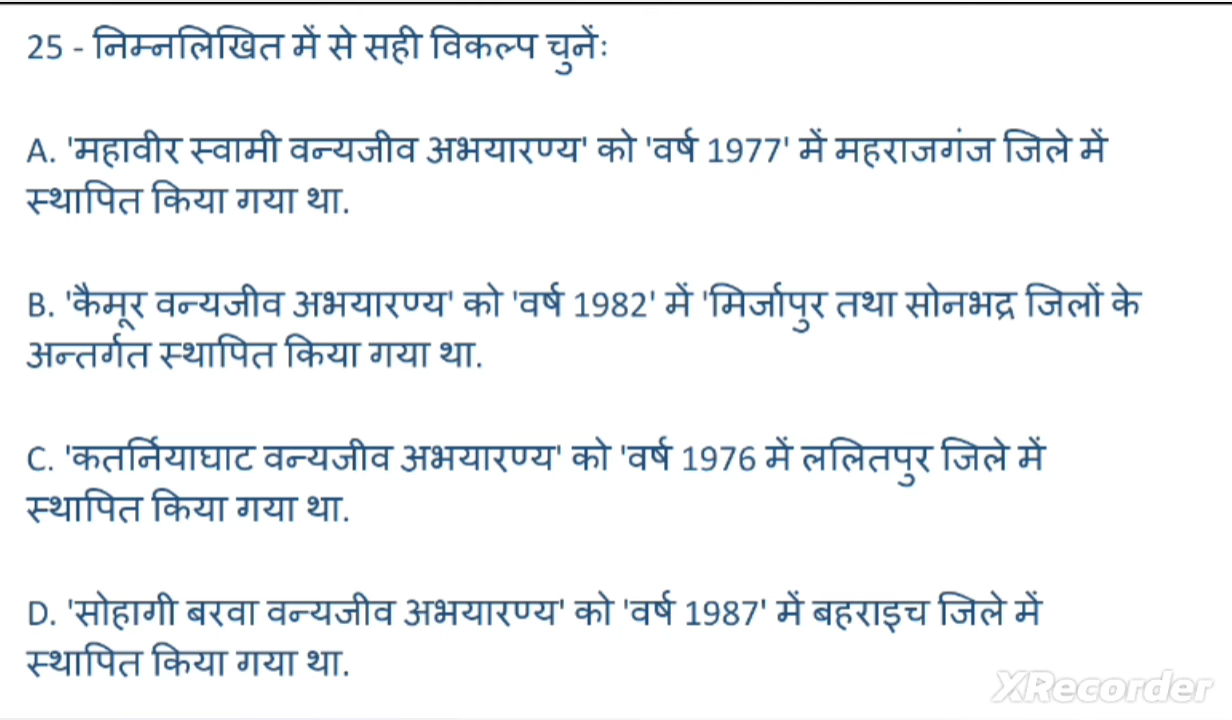 25 - निम्नलिखित में से सही विकल्प चुनेंः
A. 'महावीर स्वामी वन्यजीव अभयारण्य' को 'वर्ष 1977' में महराजगंज जिले में
स्थापित किया गया था.
B. 'कैमूर वन्यजीव अभयारण्य' को 'वर्ष 1982' में 'मिर्जापुर तथा सोनभद्र जिलों के
अन्तर्गत स्थापित किया गया था.
C. 'कतर्नियाघाट वन्यजीव अभयारण्य' को 'वर्ष 1976 में ललितपुर जिले में
स्थापित किया गया था.
D. 'सोहागी बरवा वन्यजीव अभयारण्य' को 'वर्ष 1987' में बहराइच जिले में
स्थापित किया गया था.
XRecorder